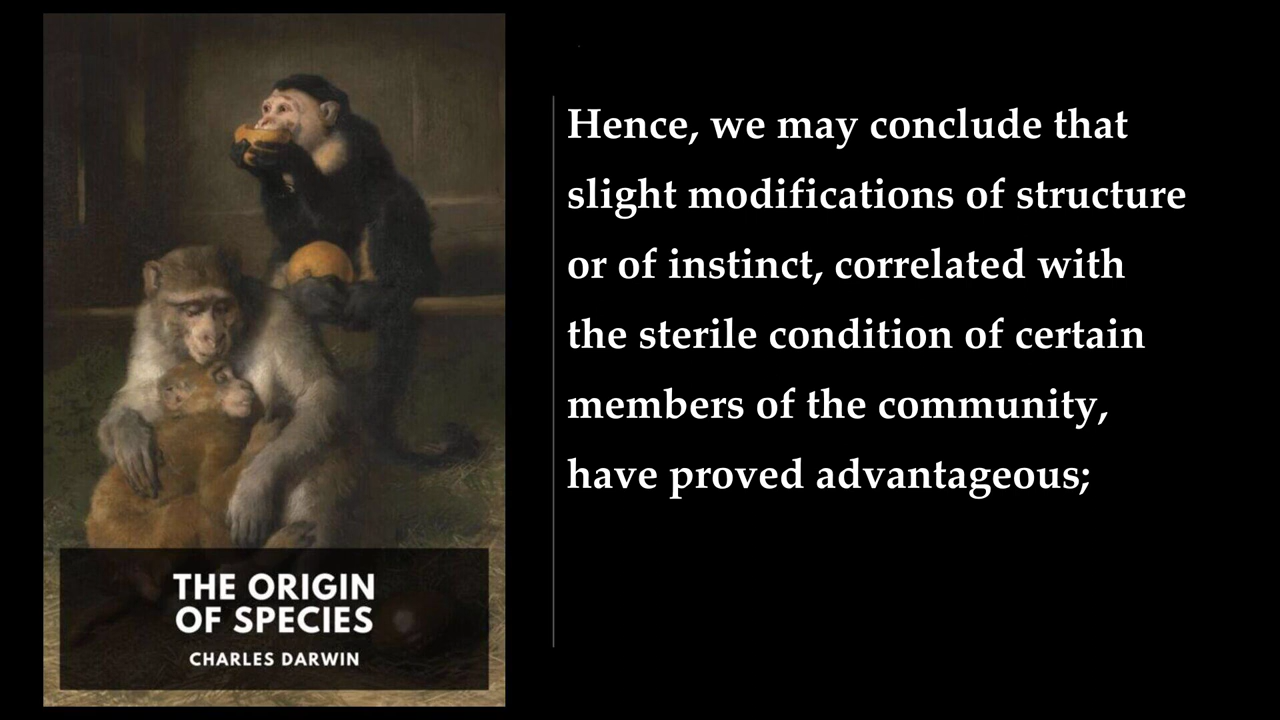 Hence, we may conclude that
slight modifications of structure
or of instinct, correlated with
the sterile condition of certain
members of the community,
have proved advantageous;
THE ORIGIN
OF SPECIES
CHARLES DARWIN